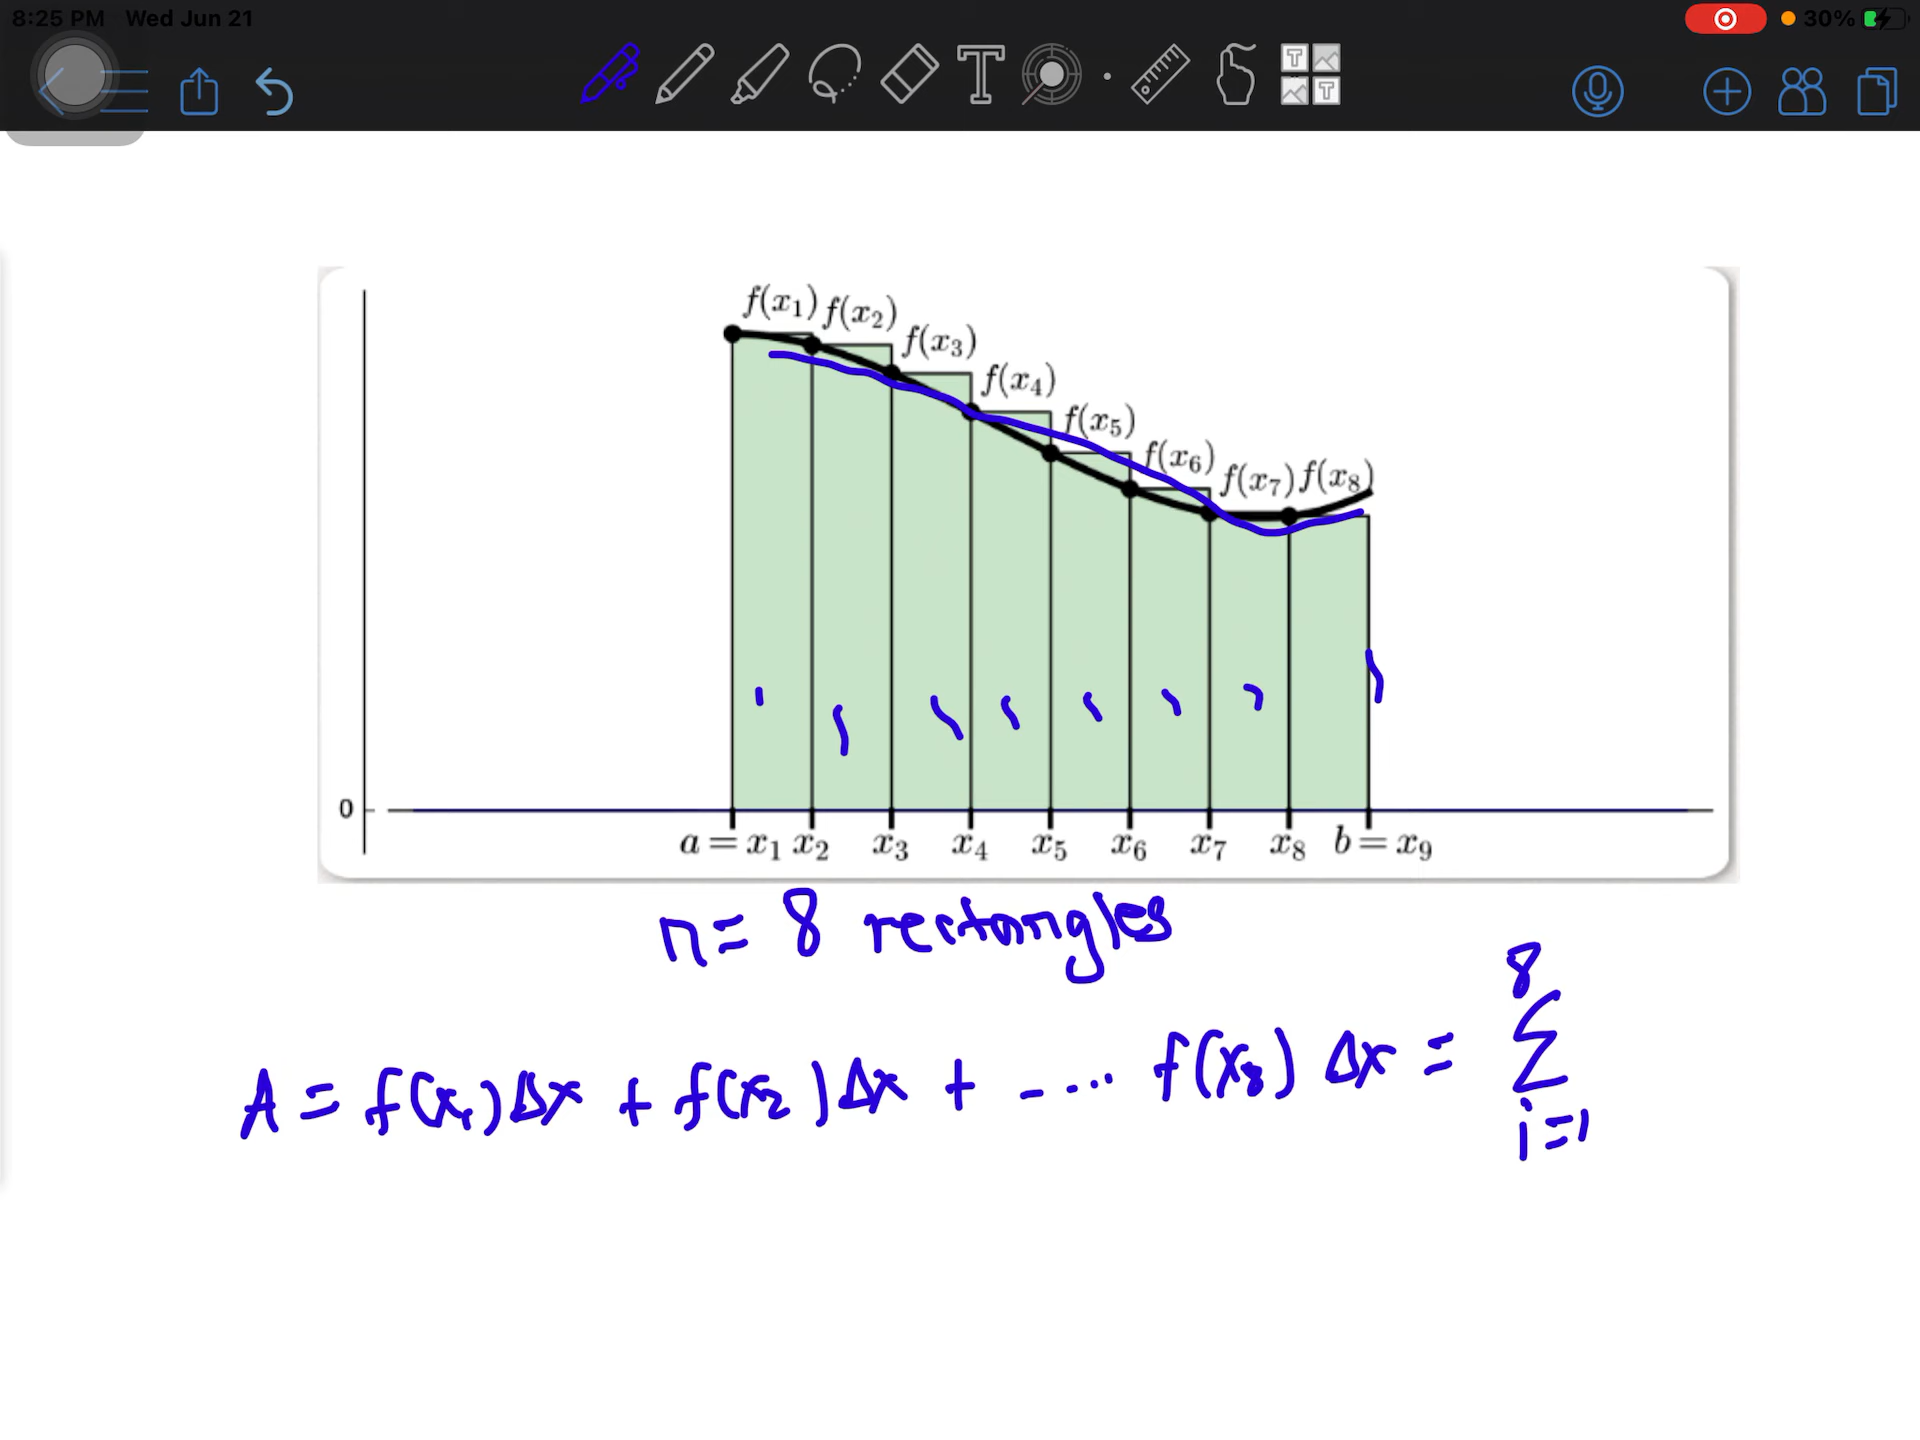 8:25 PM Wed Jun 21
30%
T
T
T
f(x₁) f(x₂)
f(x₃)
f(x₄)
f(x₅)
f(x₆)
f(x₇) f(x₈)
0
a = x₁ x₂ x₃ x₄ x₅ x₆ x₇ x₈ b = x₉
n = 8 rectangles
A = f(x₁)Δx + f(x₂)Δx + ---... f(x₈) Δx = 8 Σ i=1